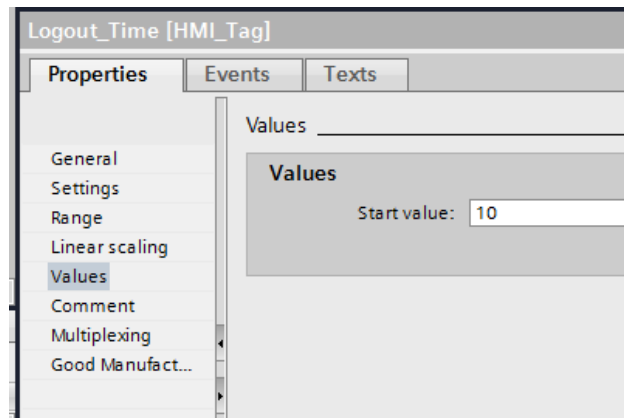 Logout_Time [HMI_Tag]
Properties Events Texts
Values
General
Settings
Range
Linear scaling
Values
Comment
Multiplexing
Good Manufact...
Values
Start value: 10